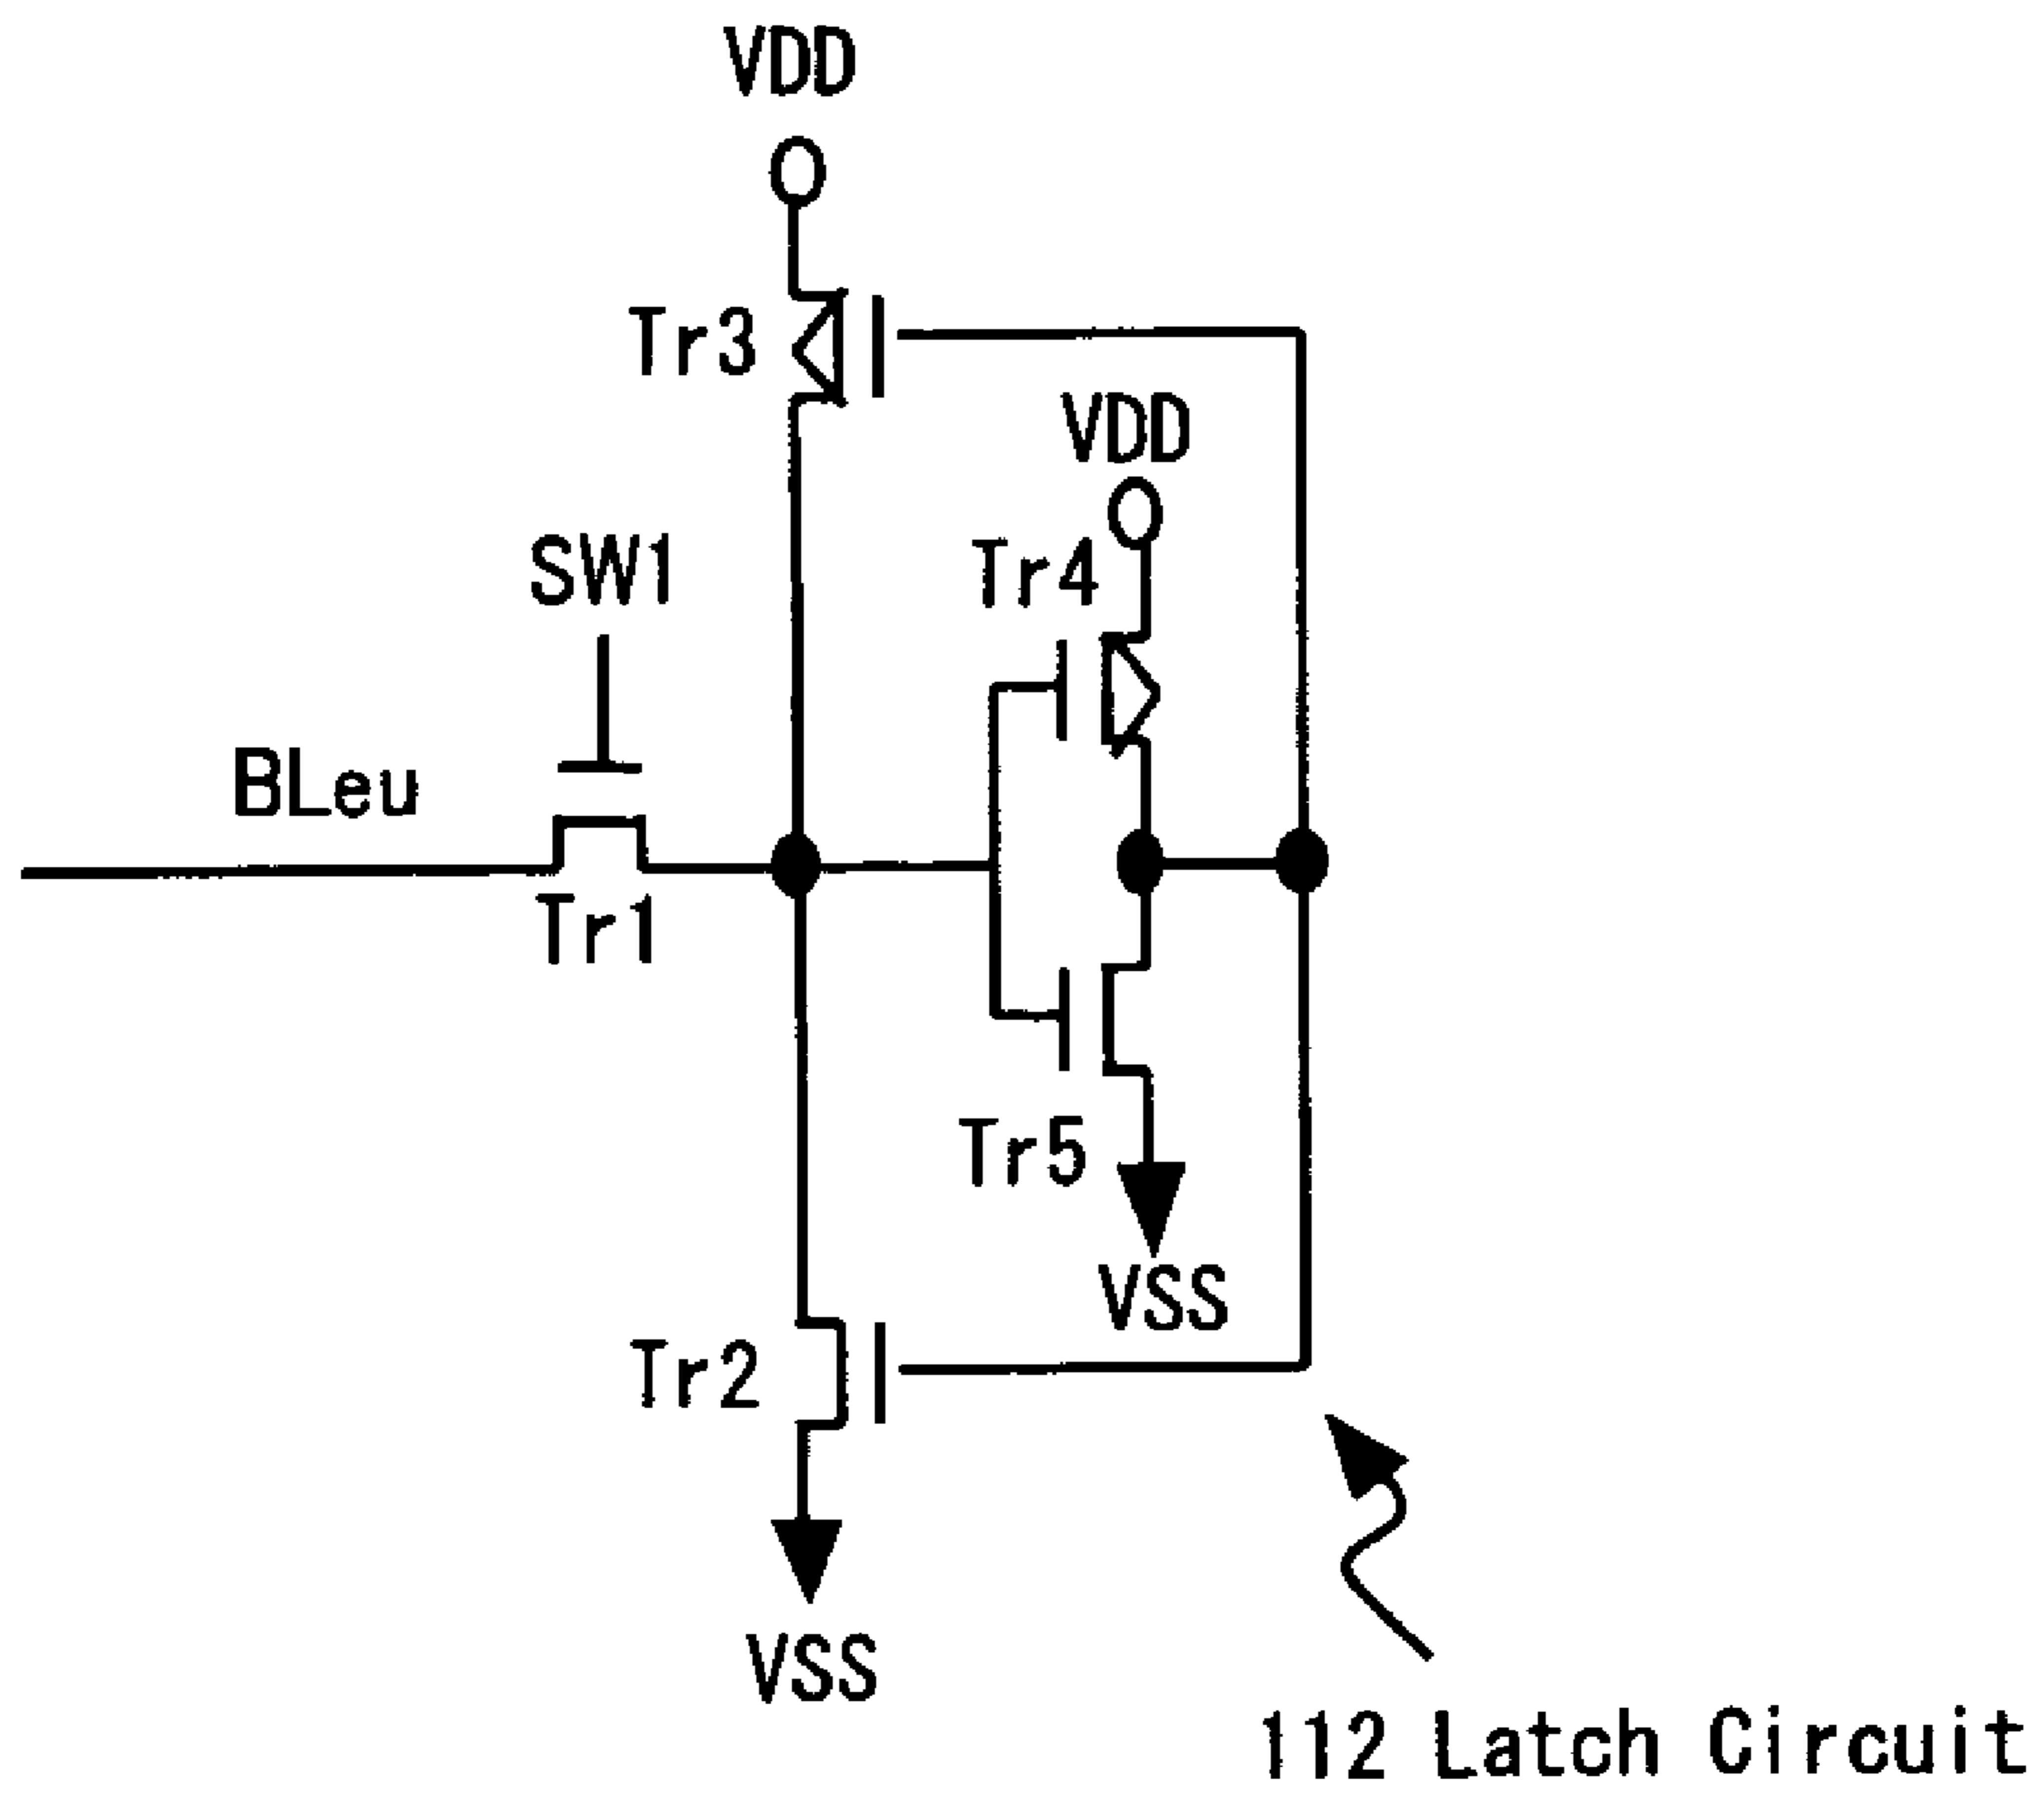 VDD
Tr3
VDD
SW1
Tr4
BLeu
Tr1
Tr5
VSS
Tr2
VSS
112 Latch Circuit